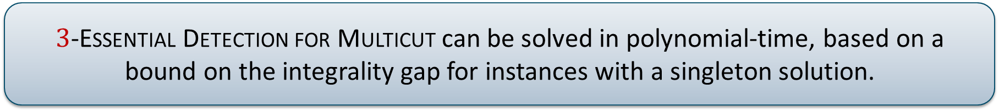 3-ESSENTIAL DETECTION FOR MULTICUT can be solved in polynomial-time, based on a
bound on the integrality gap for instances with a singleton solution.